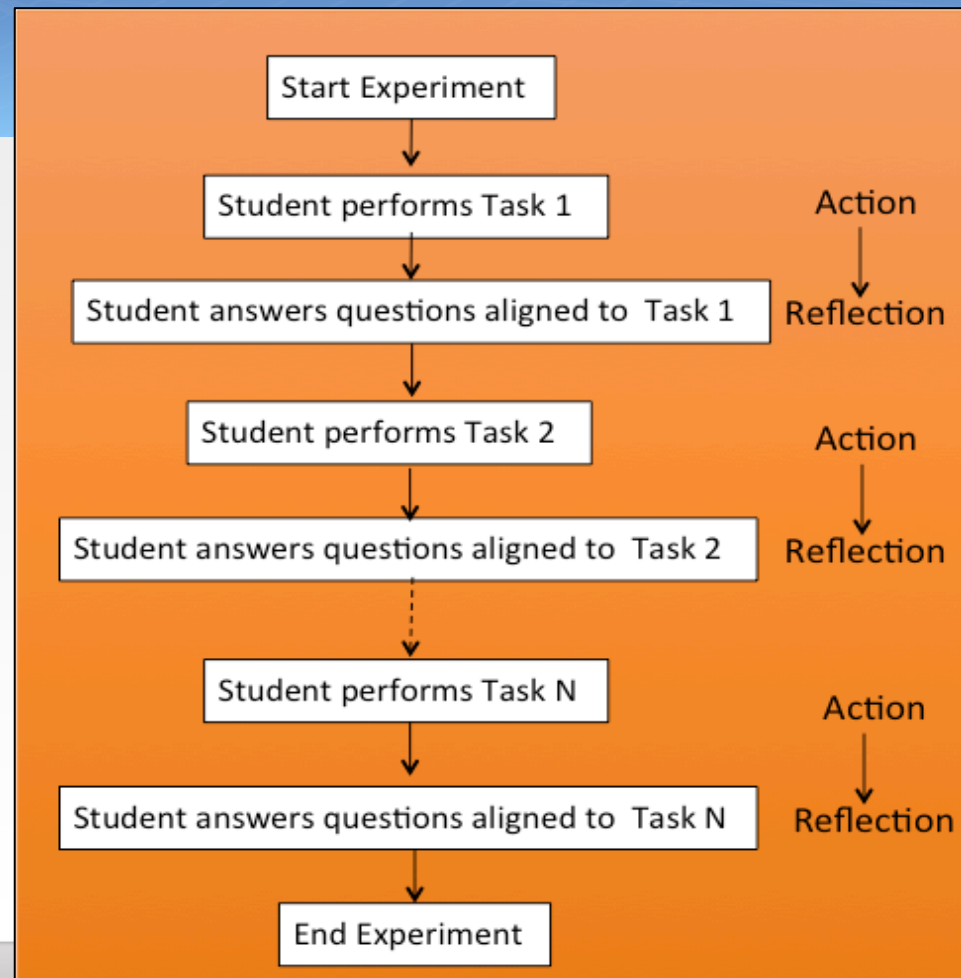 Start Experiment
Student performs Task 1
Action
Student answers questions aligned to Task 1
Reflection
Student performs Task 2
Action
Student answers questions aligned to Task 2
Reflection
Student performs Task N
Action
Student answers questions aligned to Task N
Reflection
End Experiment